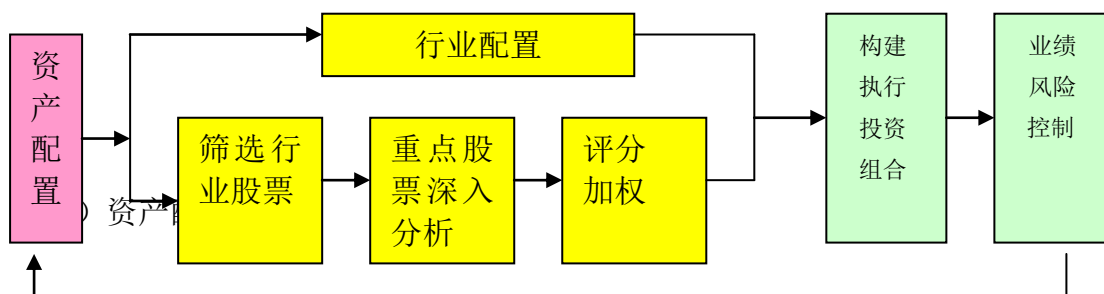 资
产
配
置
行业配置
筛选行
业股票
重点股
票深入
分析
评分
加权
构建
执行
投资
组合
业绩
风险
控制
）资产